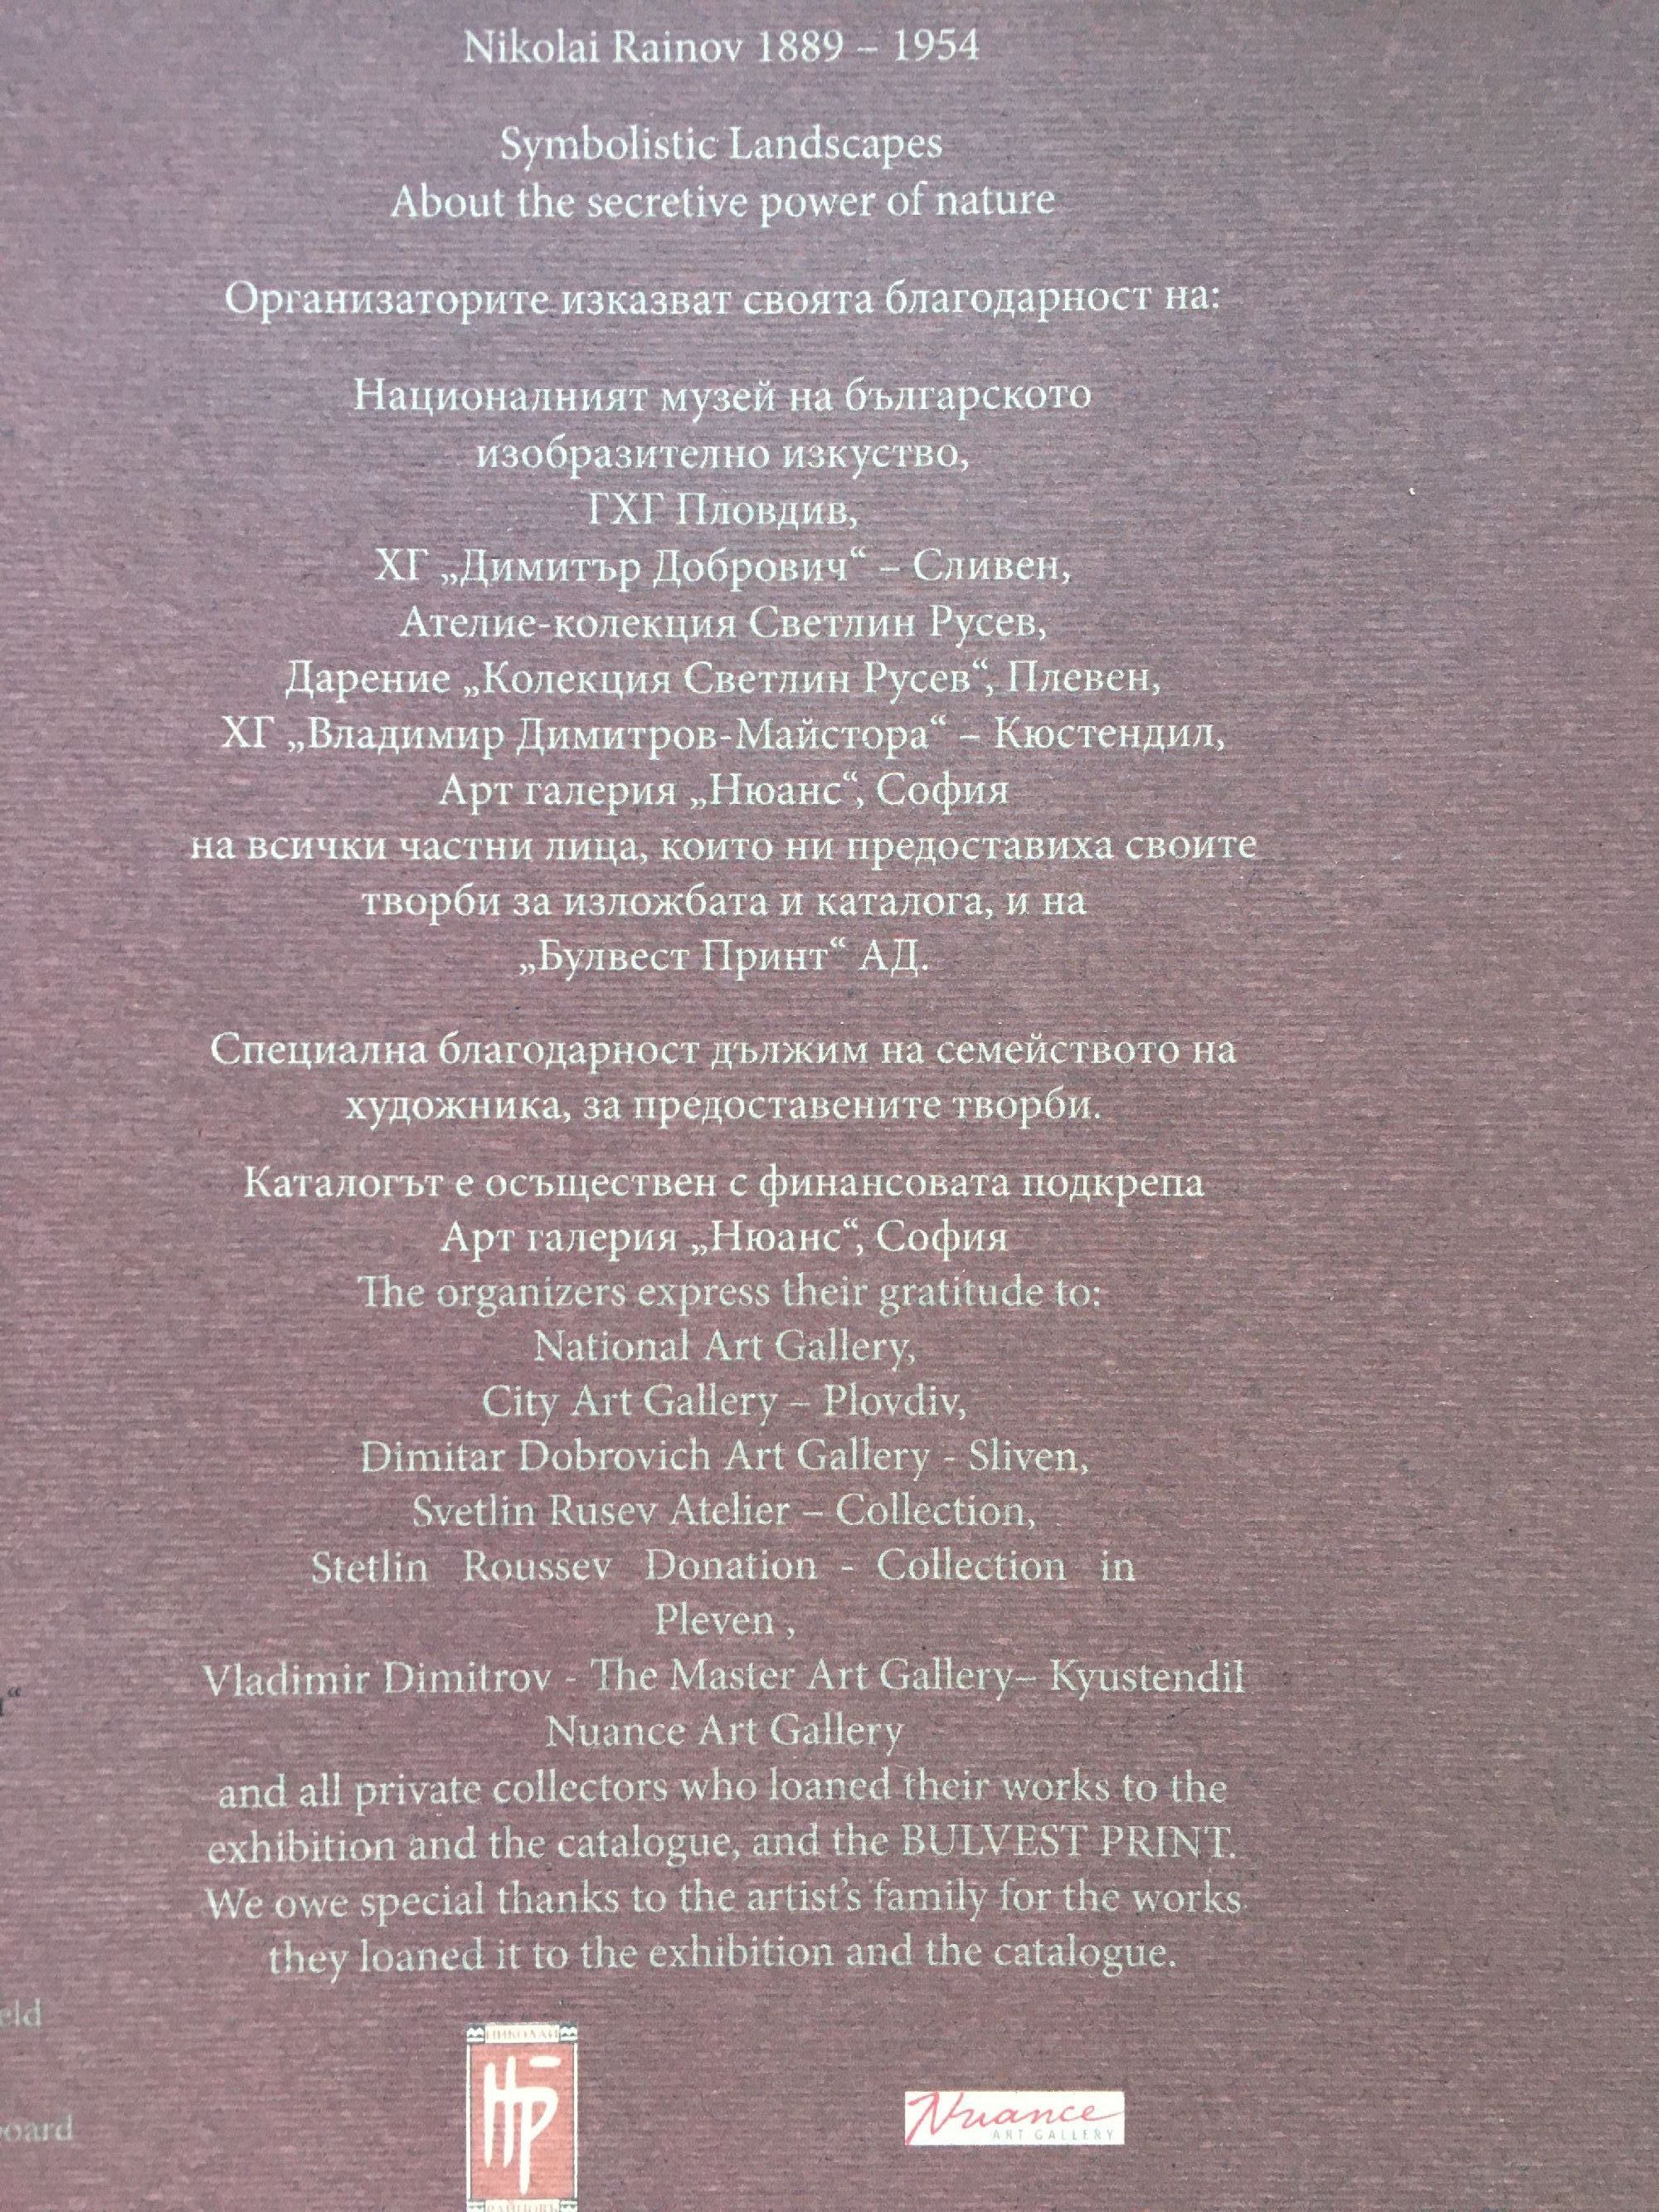 Nikolai Rainov 1889 – 1954
Symbolistic Landscapes
About the secretive power of nature
Организаторите изказват своята благодарност на:
Националният музей на българското
изобразително изкуство,
ГХГ Пловдив,
ХГ „Димитър Добрович“ – Сливен,
Ателие-колекция Светлин Русев,
Дарение „Колекция Светлин Русев“, Плевен,
ХГ „Владимир Димитров-Майстора“ – Кюстендил,
Арт галерия „Нюанс“, София
на всички частни лица, които ни предоставиха своите
творби за изложбата и каталога, и на
„Булвест Принт“ АД.
Специална благодарност дължим на семейството на
художника, за предоставените творби.
Каталогът е осъществен с финансовата подкрепа
Арт галерия „Нюанс“, София
The organizers express their gratitude to:
National Art Gallery,
City Art Gallery – Plovdiv,
Dimitar Dobrovich Art Gallery - Sliven,
Svetlin Rusev Atelier – Collection,
Stetlin Roussev Donation - Collection in
Pleven ,
Vladimir Dimitrov - The Master Art Gallery– Kyustendil
Nuance Art Gallery
and all private collectors who loaned their works to the
exhibition and the catalogue, and the BULVEST PRINT.
We owe special thanks to the artist’s family for the works
they loaned it to the exhibition and the catalogue.
НИКОЛАЙ
НР
РАЙНОВЪ
Nuance
ART GALLERY